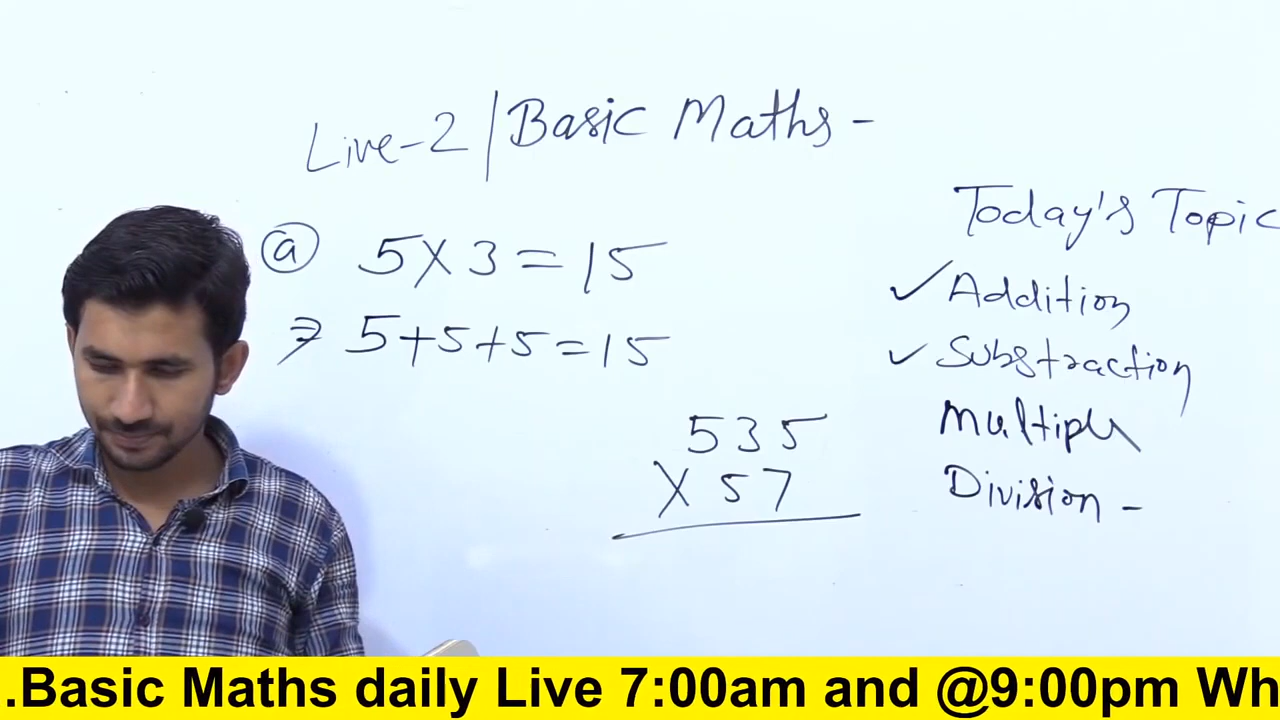 Live-2 | Basic Maths -
ⓐ 5 X 3 = 15
⇒ 5+5+5=15
535
X 57
Today's Topic
✓ Addition
✓ Substraction
Multiply
Division -
.Basic Maths daily Live 7:00am and @9:00pm Wh